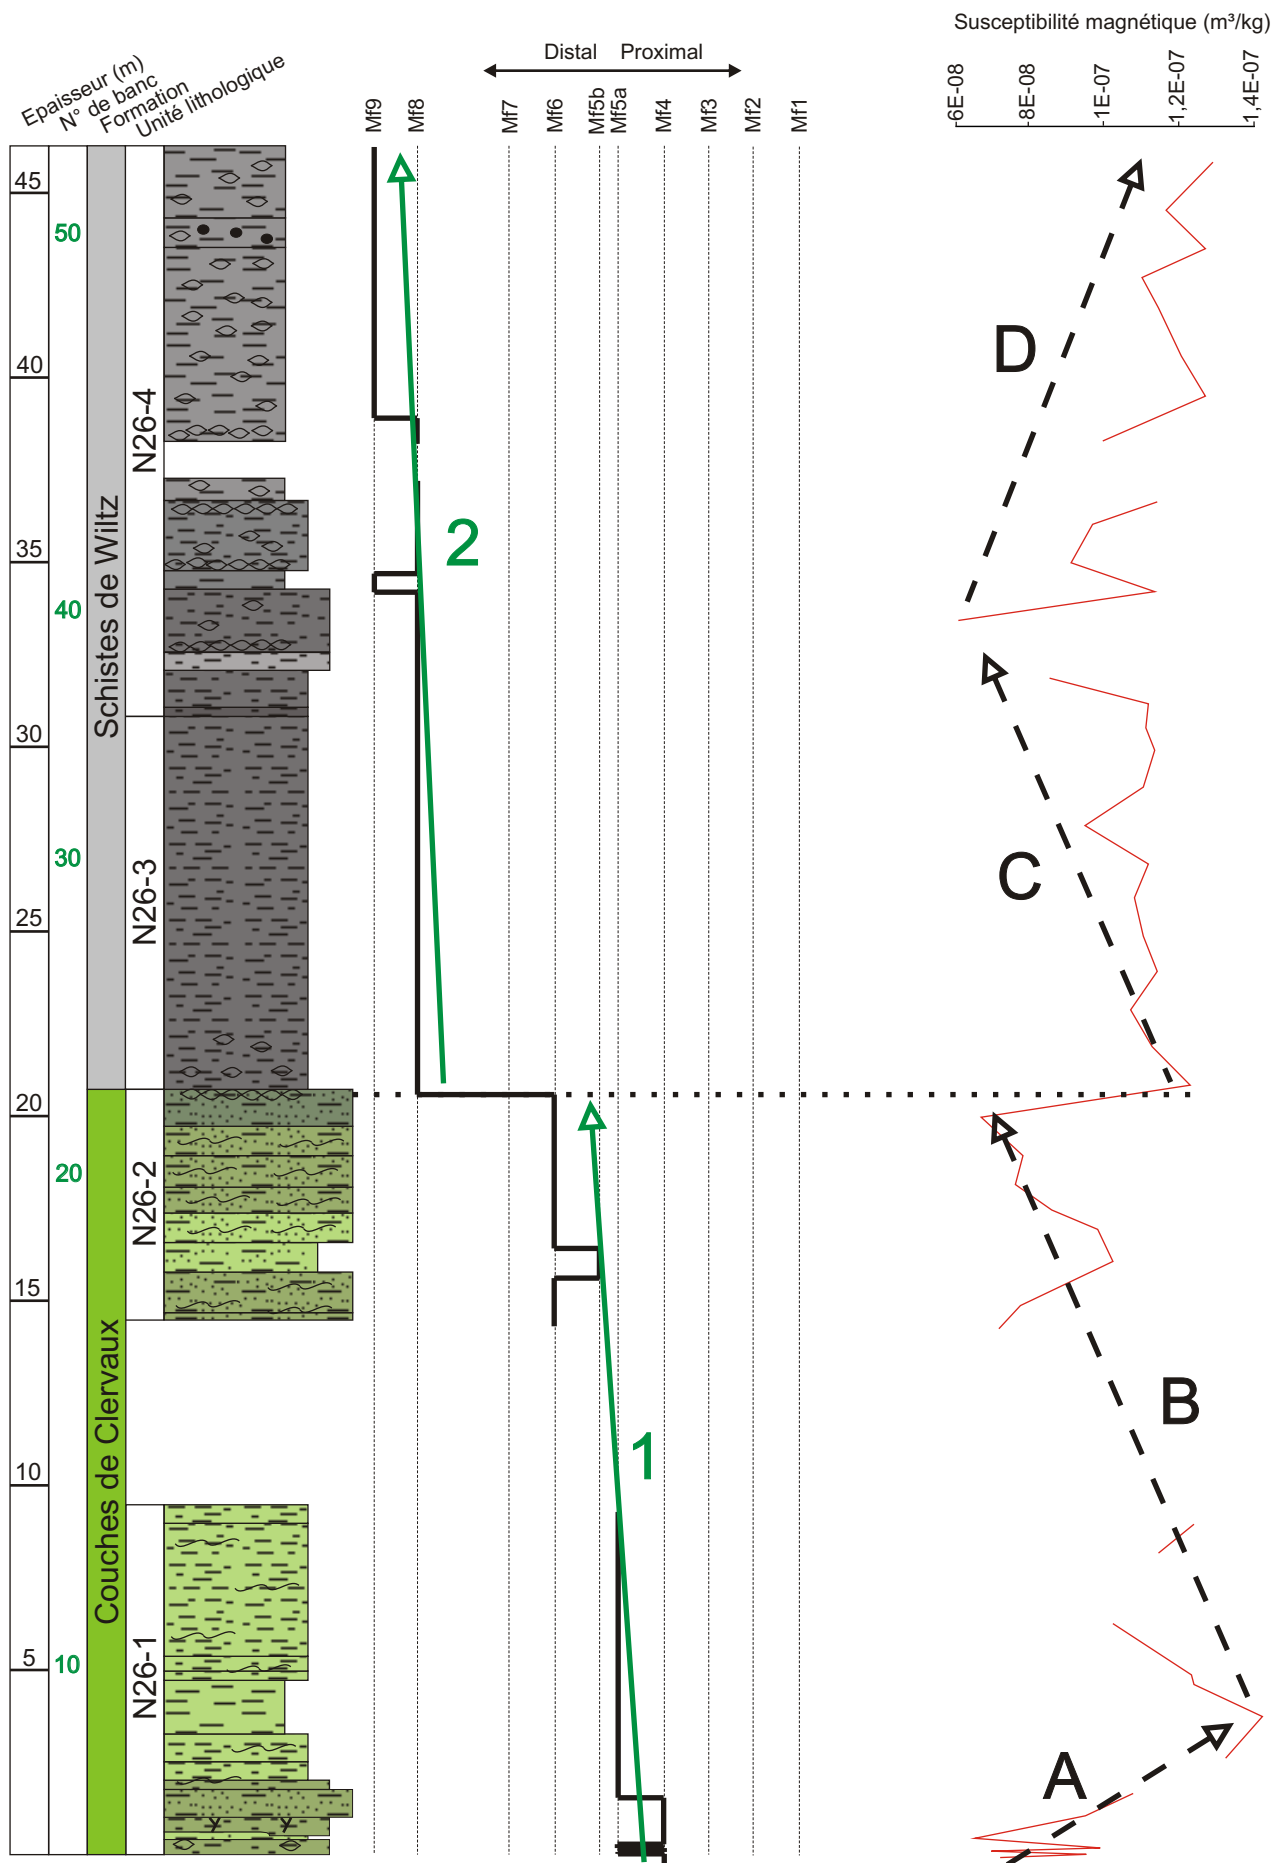 Susceptibilité magnétique (m³/kg)
6E-08
8E-08
1E-07
1,2E-07
1,4E-07
Distal Proximal
Epaisseur (m)
N° de banc
Formation
Unité lithologique
Mf9
Mf8
Mf7
Mf6
Mf5b
Mf5a
Mf4
Mf3
Mf2
Mf1
45
50
D
40
N26-4
2
35
Schistes de Wiltz
40
30
C
30
N26-3
25
20
20
N26-2
15
B
1
10
Couches de Clervaux
N26-1
5
10
A